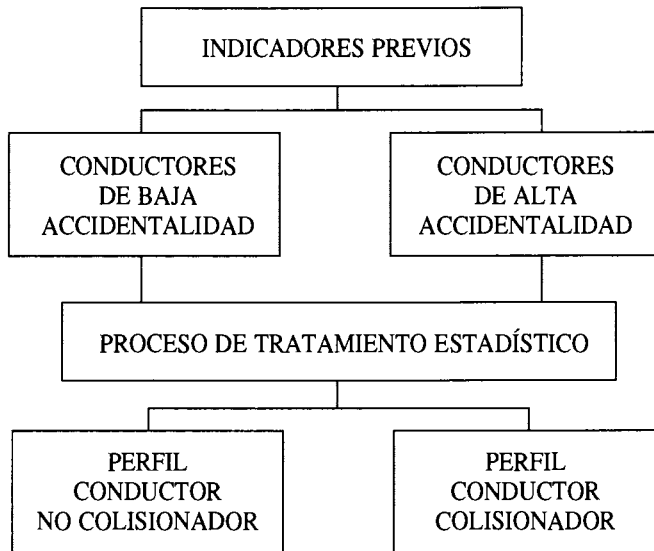 INDICADORES PREVIOS
CONDUCTORES
DE BAJA
ACCIDENTALIDAD
CONDUCTORES
DE ALTA
ACCIDENTALIDAD
PROCESO DE TRATAMIENTO ESTADÍSTICO
PERFIL
CONDUCTOR
NO COLISIONADOR
PERFIL
CONDUCTOR
COLISIONADOR